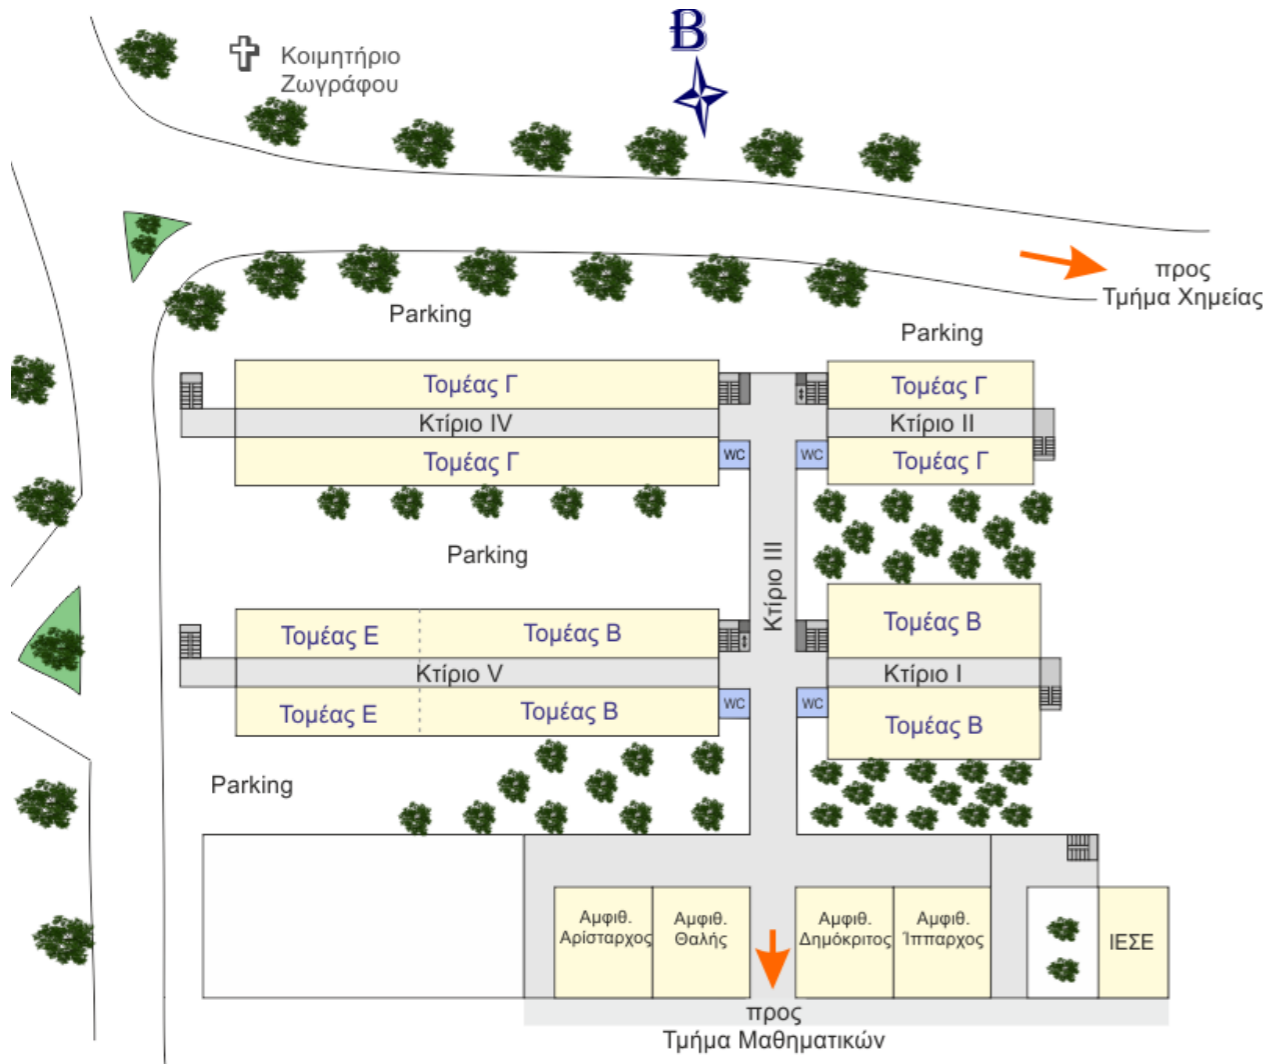 Β
Κοιμητήριο
Ζωγράφου
προς
Τμήμα Χημείας
Parking
Parking
Τομέας Γ
Τομέας Γ
Κτίριο IV
Κτίριο II
Τομέας Γ
WC
WC
Τομέας Γ
Parking
Κτίριο III
Τομέας Ε
Τομέας Β
Τομέας Β
Κτίριο V
Κτίριο I
Τομέας Ε
Τομέας Β
WC
WC
Τομέας Β
Parking
Αμφιθ.
Αρίσταρχος
Αμφιθ.
Θαλής
Αμφιθ.
Δημόκριτος
Αμφιθ.
Ίππαρχος
ΙΕΣΕ
προς
Τμήμα Μαθηματικών